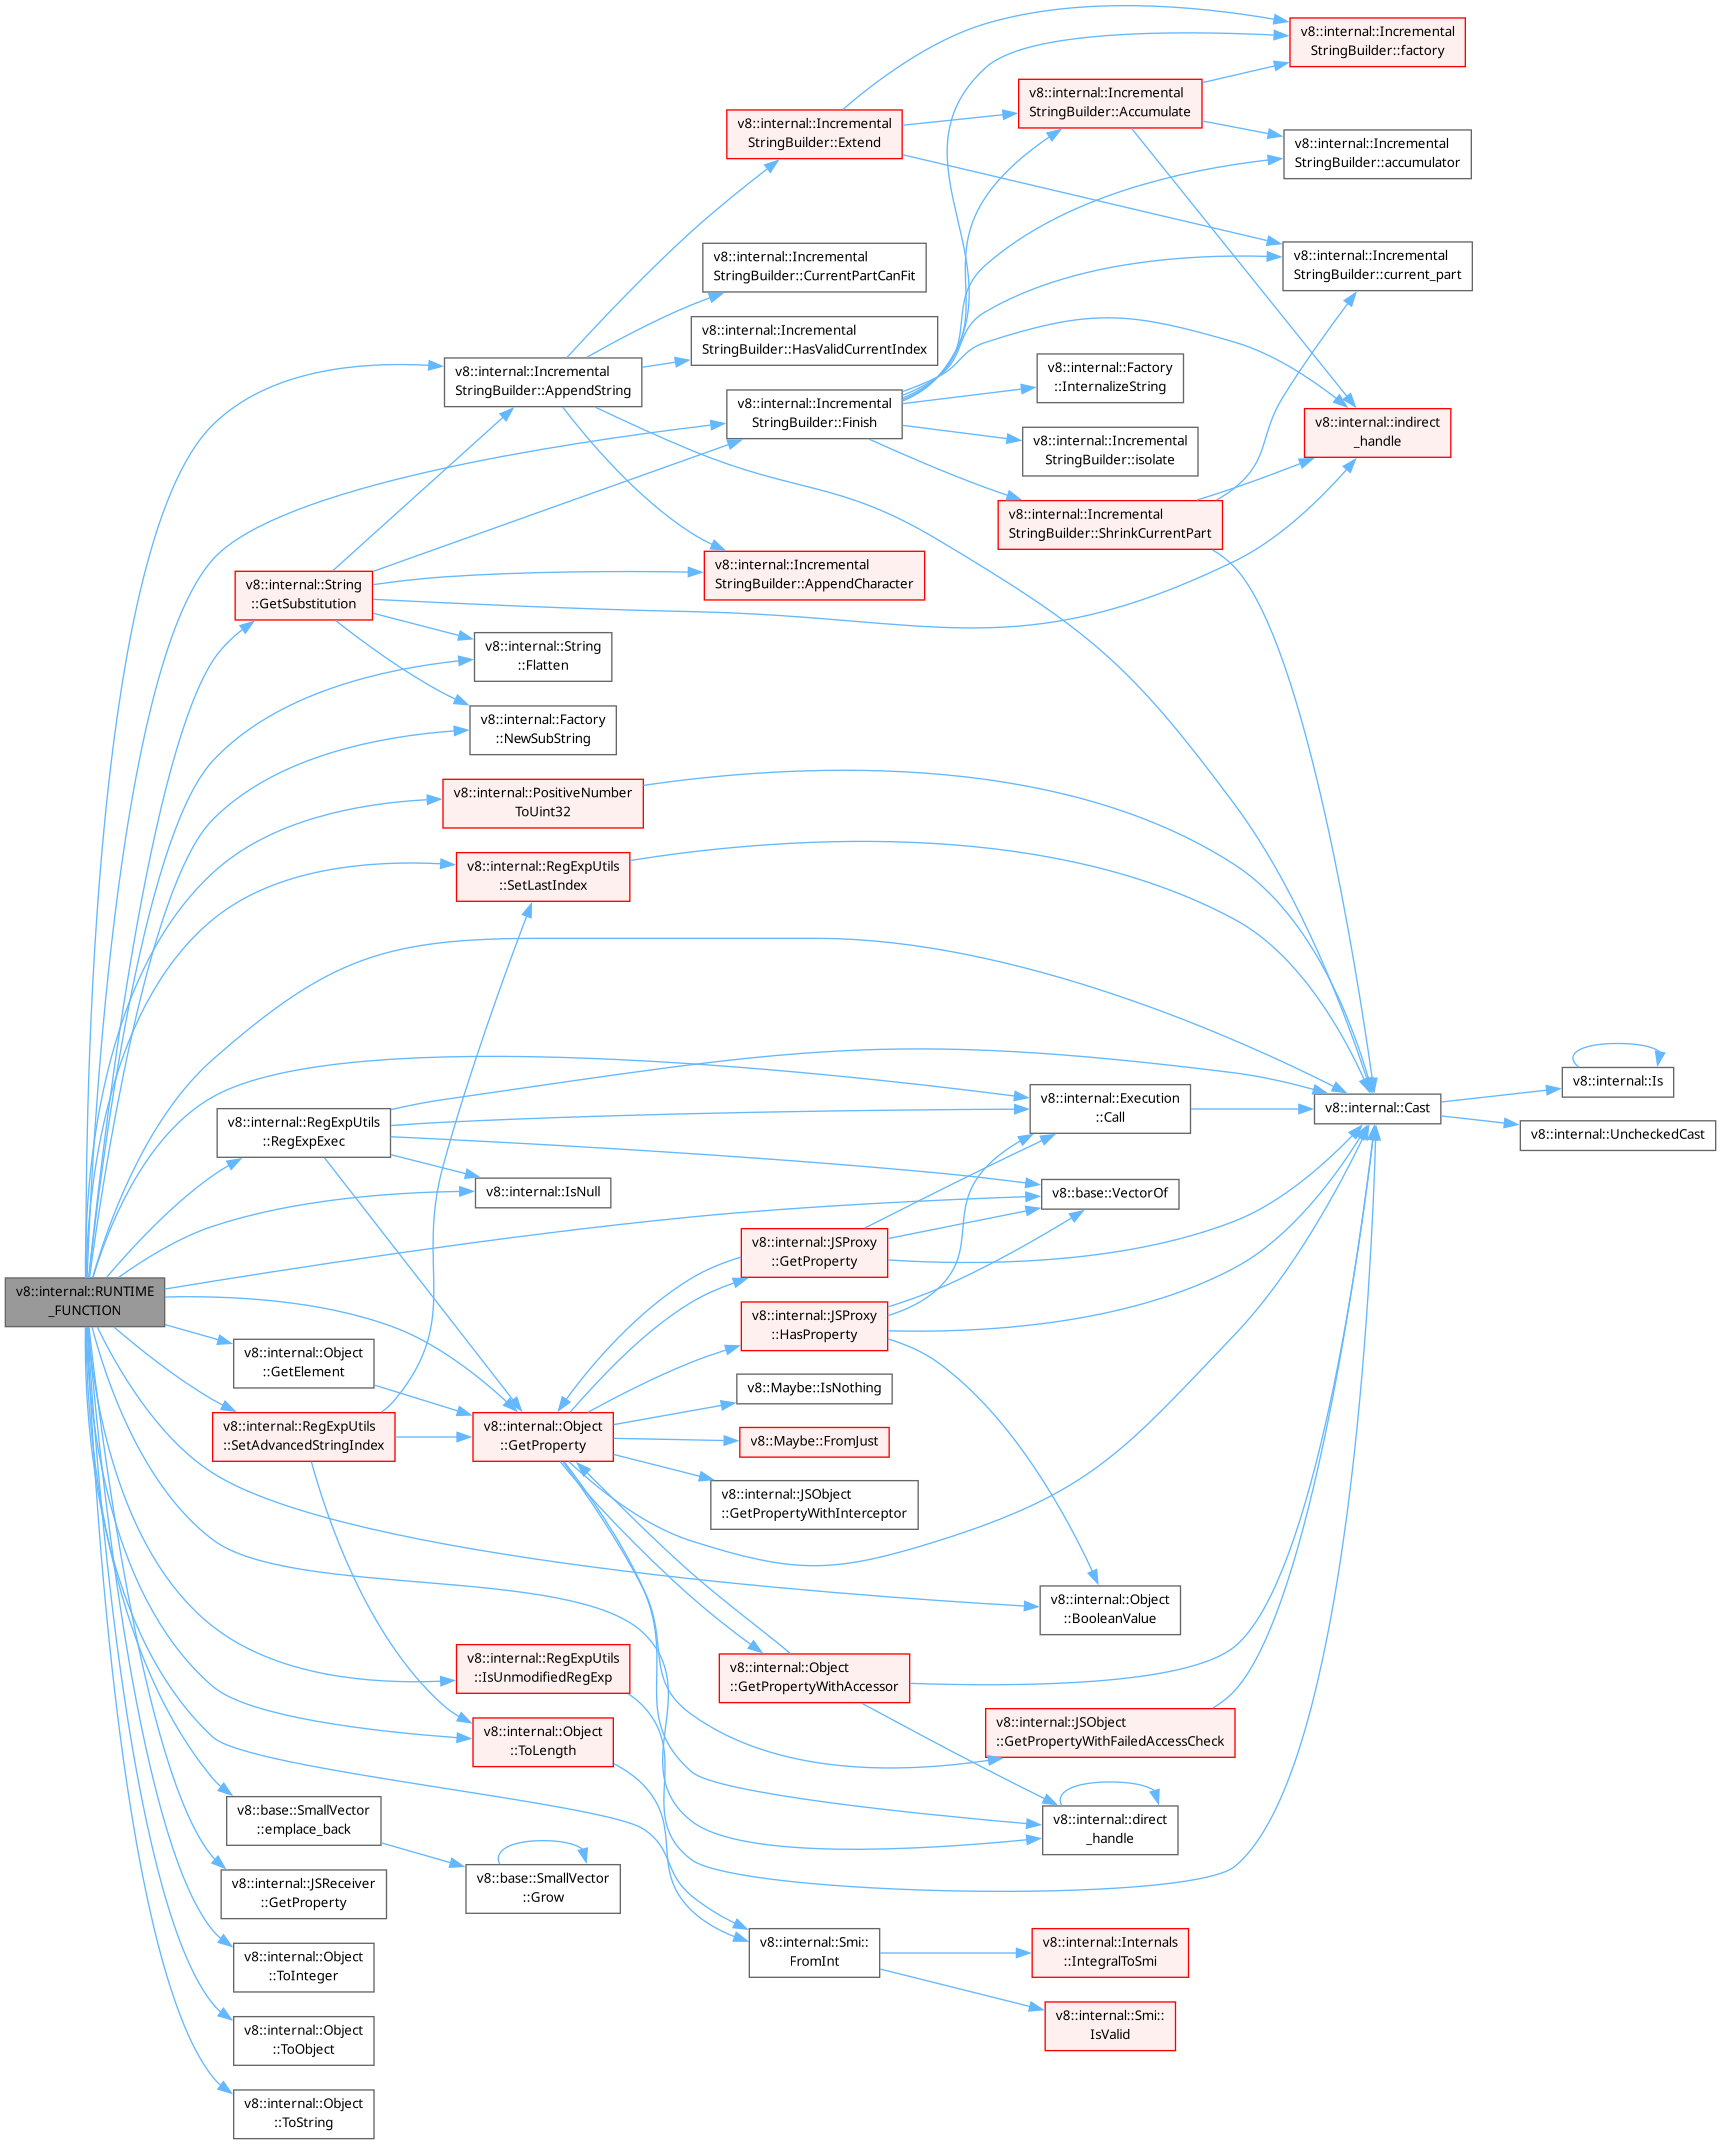 v8::internal::Incremental
StringBuilder::factory
v8::internal::Incremental
StringBuilder::Extend
v8::internal::Incremental
StringBuilder::Accumulate
v8::internal::Incremental
StringBuilder::accumulator
v8::internal::Incremental
StringBuilder::CurrentPartCanFit
v8::internal::Incremental
StringBuilder::current_part
v8::internal::Incremental
StringBuilder::HasValidCurrentIndex
v8::internal::Incremental
StringBuilder::AppendString
v8::internal::Factory
::InternalizeString
v8::internal::Incremental
StringBuilder::Finish
v8::internal::indirect
_handle
v8::internal::Incremental
StringBuilder::isolate
v8::internal::Incremental
StringBuilder::ShrinkCurrentPart
v8::internal::String
::GetSubstitution
v8::internal::Incremental
StringBuilder::AppendCharacter
v8::internal::String
::Flatten
v8::internal::Factory
::NewSubString
v8::internal::PositiveNumber
ToUint32
v8::internal::RegExpUtils
::SetLastIndex
v8::internal::Is
v8::internal::RegExpUtils
::RegExpExec
v8::internal::Execution
::Call
v8::internal::Cast
v8::internal::UncheckedCast
v8::internal::IsNull
v8::base::VectorOf
v8::internal::JSProxy
::GetProperty
v8::internal::RUNTIME
_FUNCTION
v8::internal::JSProxy
::HasProperty
v8::internal::Object
::GetElement
v8::Maybe::IsNothing
v8::internal::RegExpUtils
::SetAdvancedStringIndex
v8::internal::Object
::GetProperty
v8::Maybe::FromJust
v8::internal::JSObject
::GetPropertyWithInterceptor
v8::internal::Object
::BooleanValue
v8::internal::RegExpUtils
::IsUnmodifiedRegExp
v8::internal::Object
::GetPropertyWithAccessor
v8::internal::Object
::ToLength
v8::internal::JSObject
::GetPropertyWithFailedAccessCheck
v8::base::SmallVector
::emplace_back
v8::internal::direct
_handle
v8::internal::JSReceiver
::GetProperty
v8::base::SmallVector
::Grow
v8::internal::Object
::ToInteger
v8::internal::Smi::
FromInt
v8::internal::Internals
::IntegralToSmi
v8::internal::Object
::ToObject
v8::internal::Smi::
IsValid
v8::internal::Object
::ToString